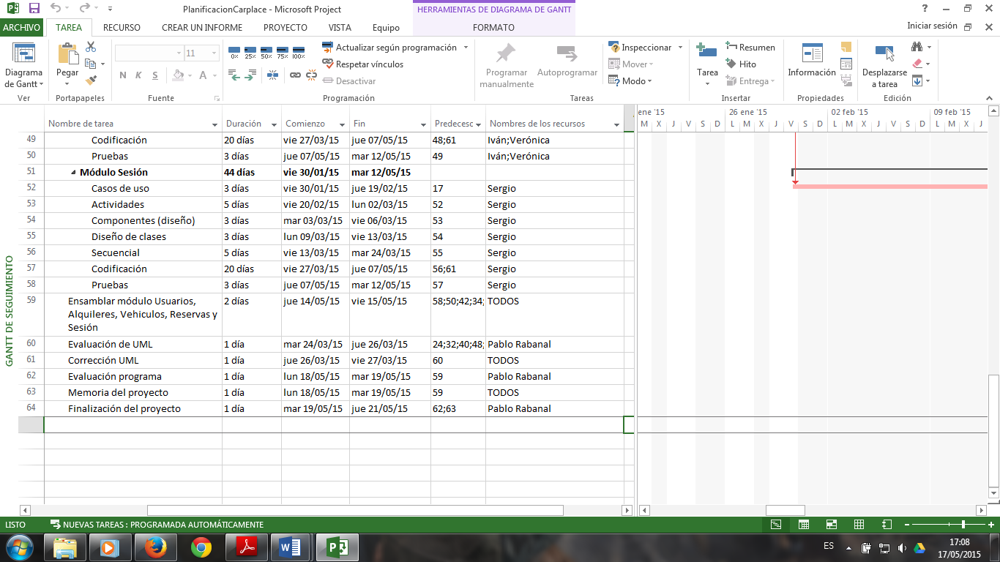 PlanificacionCarplace - Microsoft Project
HERRAMIENTAS DE DIAGRAMA DE GANTT
ARCHIVO TAREA RECURSO CREAR UN INFORME PROYECTO VISTA Equipo FORMATO Iniciar sesión
Diagrama de Gantt
Ver
Pegar
Portapapeles
11
N K S A
Fuente
0% 25% 50% 75% 100%
Actualizar según programación
Respetar vínculos
Desactivar
Programación
Programar manualmente
Autoprogramar
Inspeccionar
Mover
Modo
Tareas
Tarea
Resumen
Hito
Entrega
Insertar
Información
Propiedades
Desplazarse a tarea
Edición
Nombre de tarea Duración Comienzo Fin Predecesc Nombres de los recursos
ene '15 26 ene '15 02 feb '15 09 feb '15
M X J V S D L M X J V S D L M X J V S D L M X J
49 Codificación 20 días vie 27/03/15 jue 07/05/15 48;61 Iván;Verónica
50 Pruebas 3 días jue 07/05/15 mar 12/05/15 49 Iván;Verónica
51 Módulo Sesión 44 días vie 30/01/15 mar 12/05/15
52 Casos de uso 3 días vie 30/01/15 jue 19/02/15 17 Sergio
53 Actividades 5 días vie 20/02/15 lun 02/03/15 52 Sergio
54 Componentes (diseño) 3 días mar 03/03/15 vie 06/03/15 53 Sergio
55 Diseño de clases 3 días lun 09/03/15 vie 13/03/15 54 Sergio
56 Secuencial 5 días vie 13/03/15 mar 24/03/15 55 Sergio
57 Codificación 20 días vie 27/03/15 jue 07/05/15 56;61 Sergio
58 Pruebas 3 días jue 07/05/15 mar 12/05/15 57 Sergio
59 Ensamblar módulo Usuarios, 2 días jue 14/05/15 vie 15/05/15 58;50;42;34; TODOS
Alquileres, Vehiculos, Reservas y
Sesión
60 Evaluación de UML 1 día mar 24/03/15 jue 26/03/15 24;32;40;48; Pablo Rabanal
61 Corrección UML 1 día jue 26/03/15 vie 27/03/15 60 TODOS
62 Evaluación programa 1 día lun 18/05/15 mar 19/05/15 59 Pablo Rabanal
63 Memoria del proyecto 1 día lun 18/05/15 mar 19/05/15 59 TODOS
64 Finalización del proyecto 1 día mar 19/05/15 jue 21/05/15 62;63 Pablo Rabanal
GANTT DE SEGUIMIENTO
LISTO NUEVAS TAREAS : PROGRAMADA AUTOMÁTICAMENTE
ES 17:08
17/05/2015